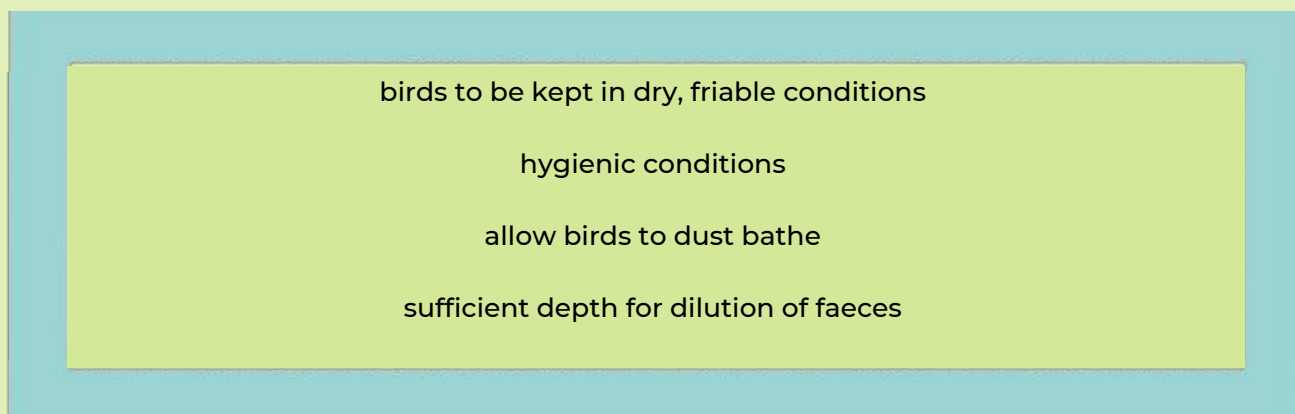 birds to be kept in dry, friable conditions
hygienic conditions
allow birds to dust bathe
sufficient depth for dilution of faeces